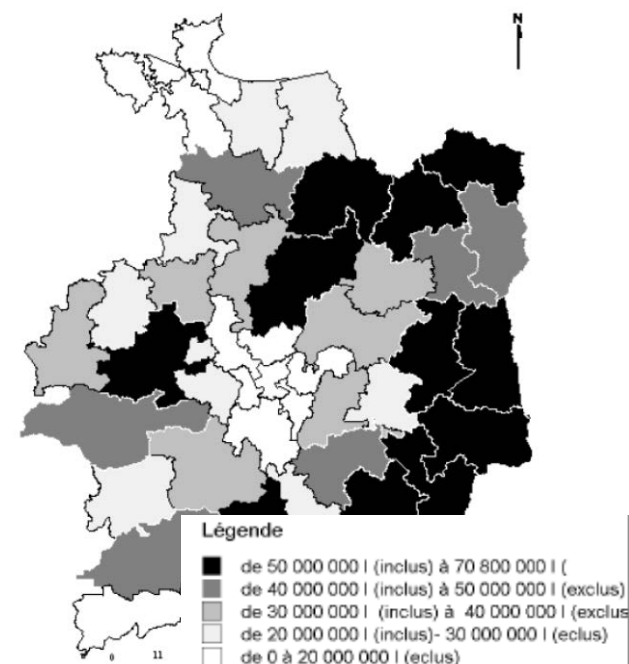 N
Légende
de 50 000 000 l (inclus) à 70 800 000 l (
de 40 000 000 l (inclus) à 50 000 000 l (exclus)
de 30 000 000 l (inclus) à 40 000 000 l (exclus
de 20 000 000 l (inclus)- 30 000 000 l (eclus)
de 0 à 20 000 000 l (eclus)
11